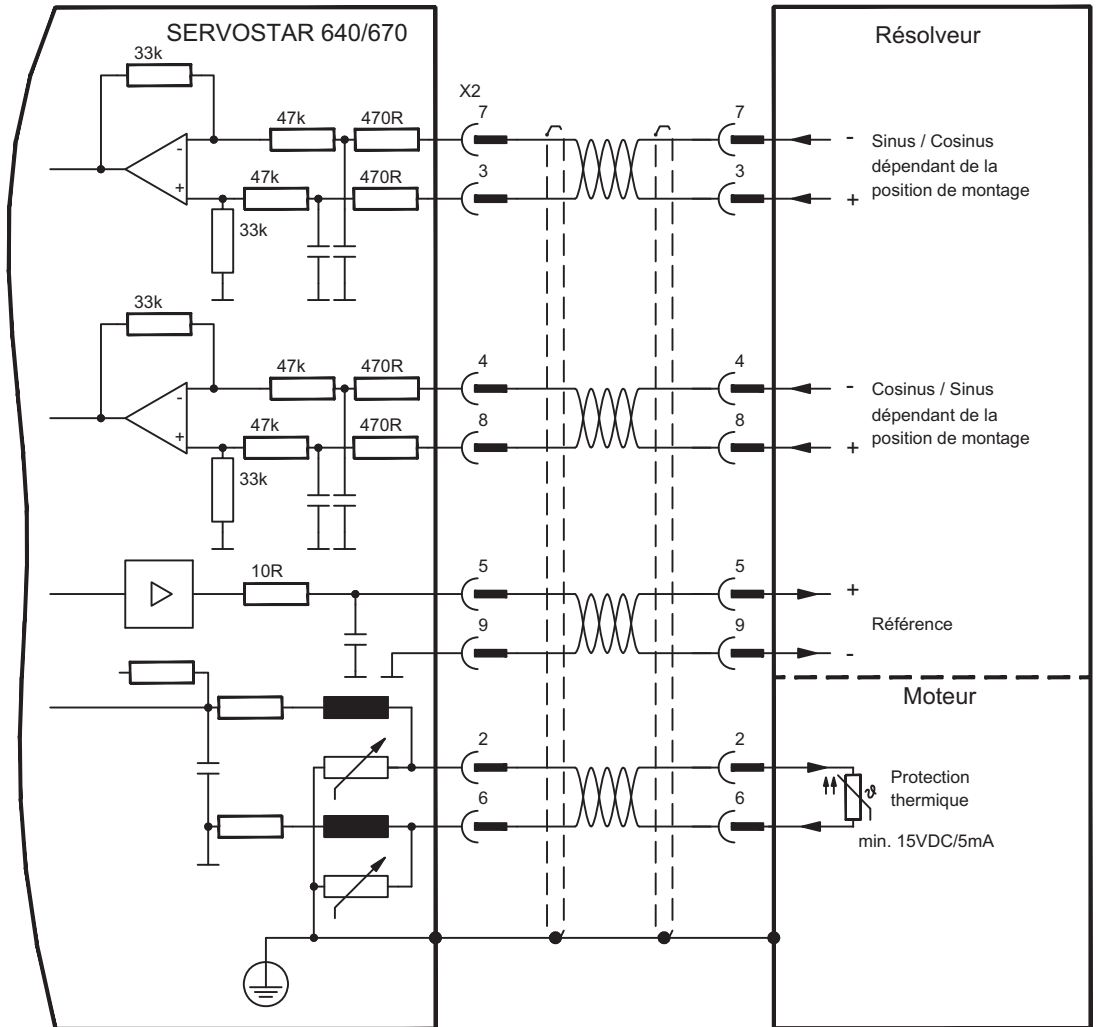 SERVOSTAR 640/670
Résolveur
33k
X2
47k
470R
7
7
-
-
Sinus / Cosinus
dépendant de la
position de montage
+
47k
470R
3
3
+
33k
33k
47k
470R
4
4
-
-
Cosinus / Sinus
dépendant de la
position de montage
+
47k
470R
8
8
+
33k
10R
5
5
+
Référence
9
9
-
Moteur
2
2
Protection
thermique
ϑ
6
6
min. 15VDC/5mA